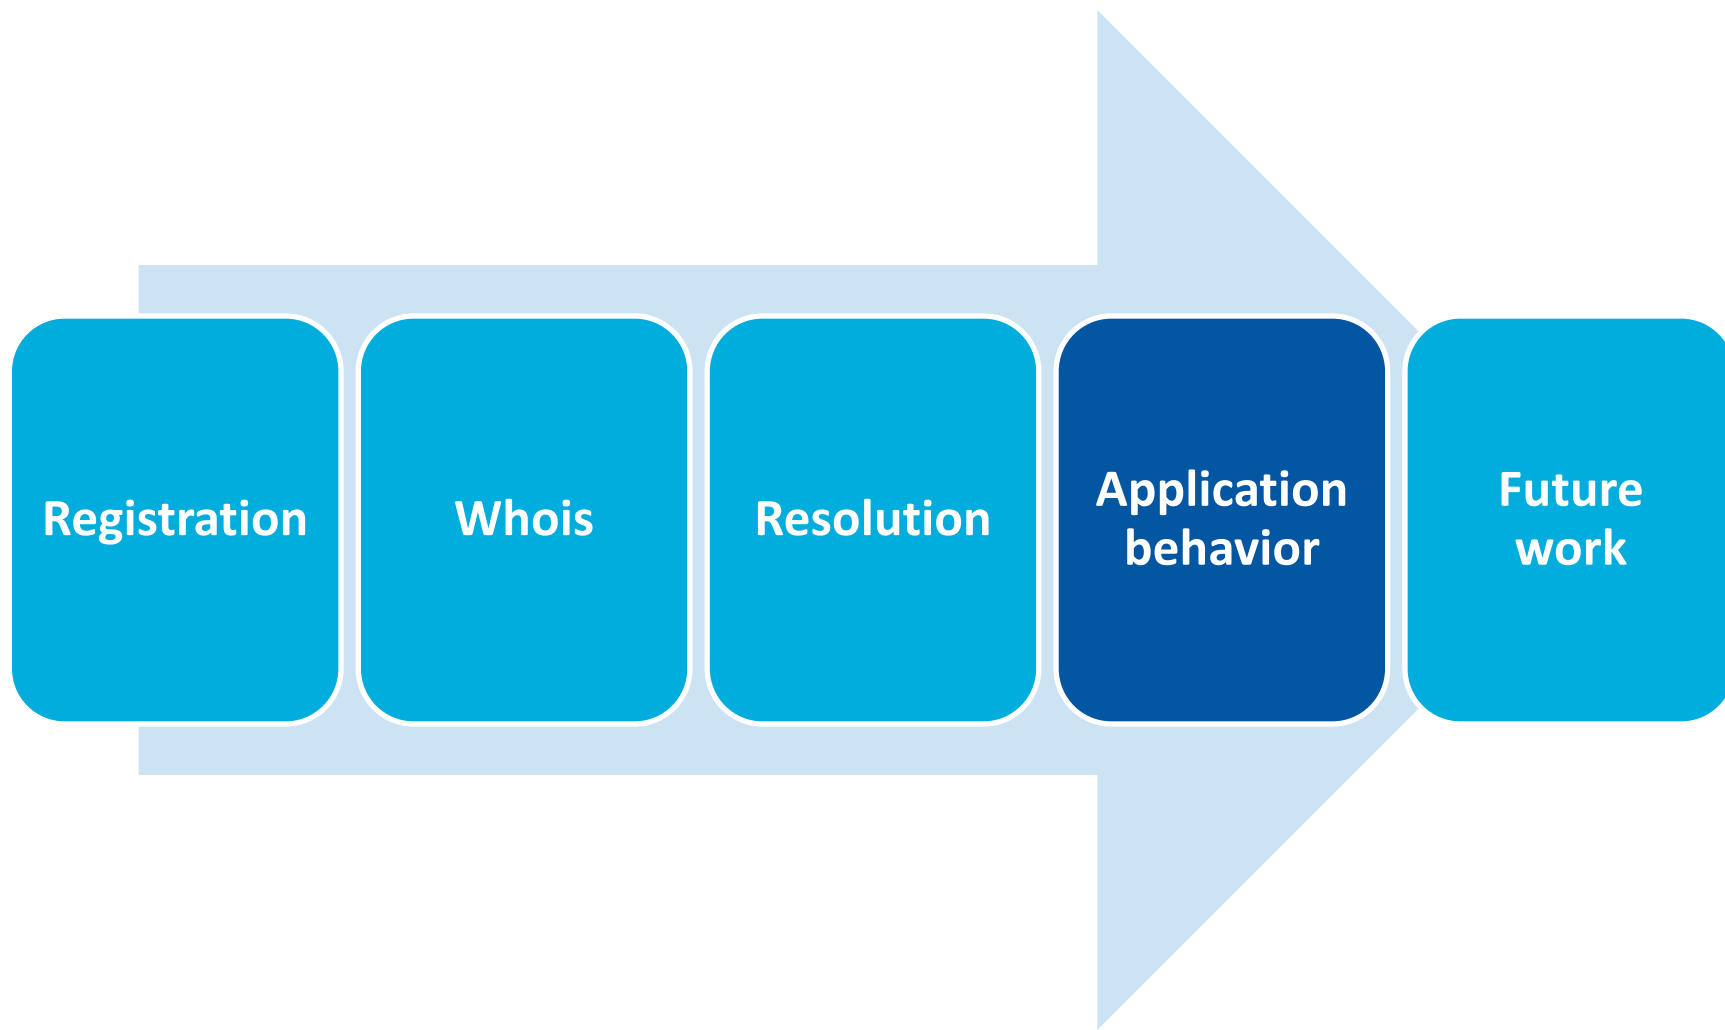 Registration
Whois
Resolution
Application
behavior
Future
work